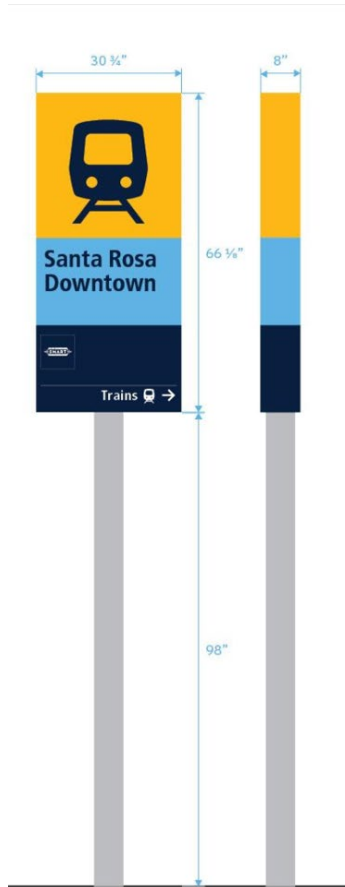 30 ¾" 8"
Santa Rosa
Downtown
66 ⅛"
SMART
Trains →
98"